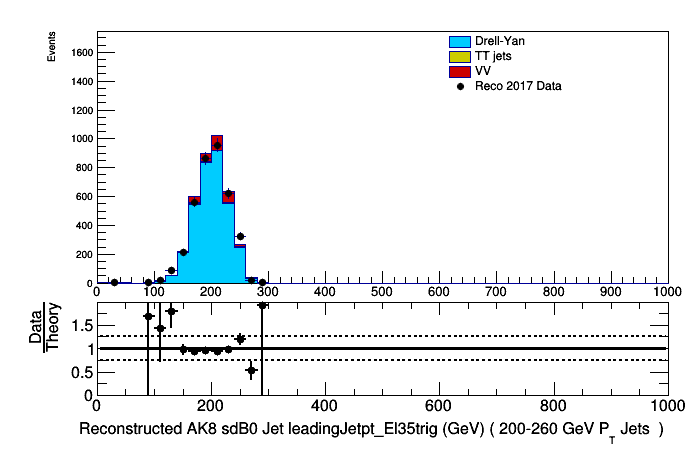 Events
1600
1400
1200
1000
800
600
400
200
0
Drell-Yan
TT jets
VV
Reco 2017 Data
0 100 200 300 400 500 600 700 800 900 1000
Data
Theory
1.5
1
0.5
0
0 200 400 600 800 1000
Reconstructed AK8 sdB0 Jet leadingJetpt_El35trig (GeV) ( 200-260 GeV P_T Jets )